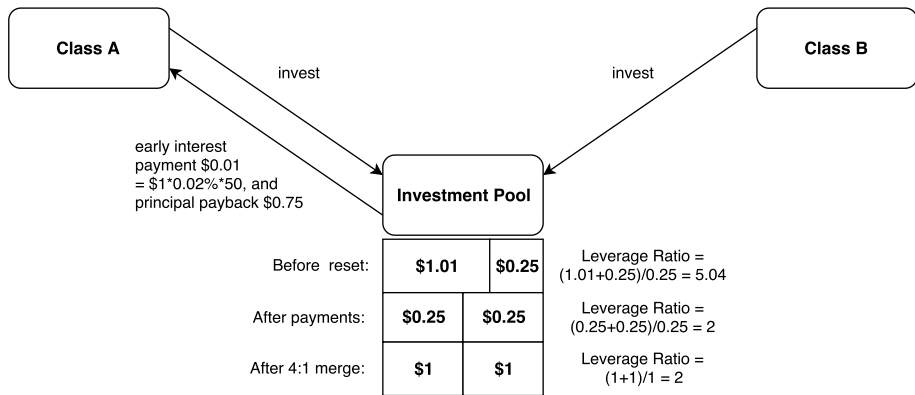 Class A
Class B
invest
invest
early interest
payment $0.01
= $1*0.02%*50, and
principal payback $0.75
Investment Pool
Before reset:
$1.01
$0.25
Leverage Ratio =
(1.01+0.25)/0.25 = 5.04
After payments:
$0.25
$0.25
Leverage Ratio =
(0.25+0.25)/0.25 = 2
After 4:1 merge:
$1
$1
Leverage Ratio =
(1+1)/1 = 2